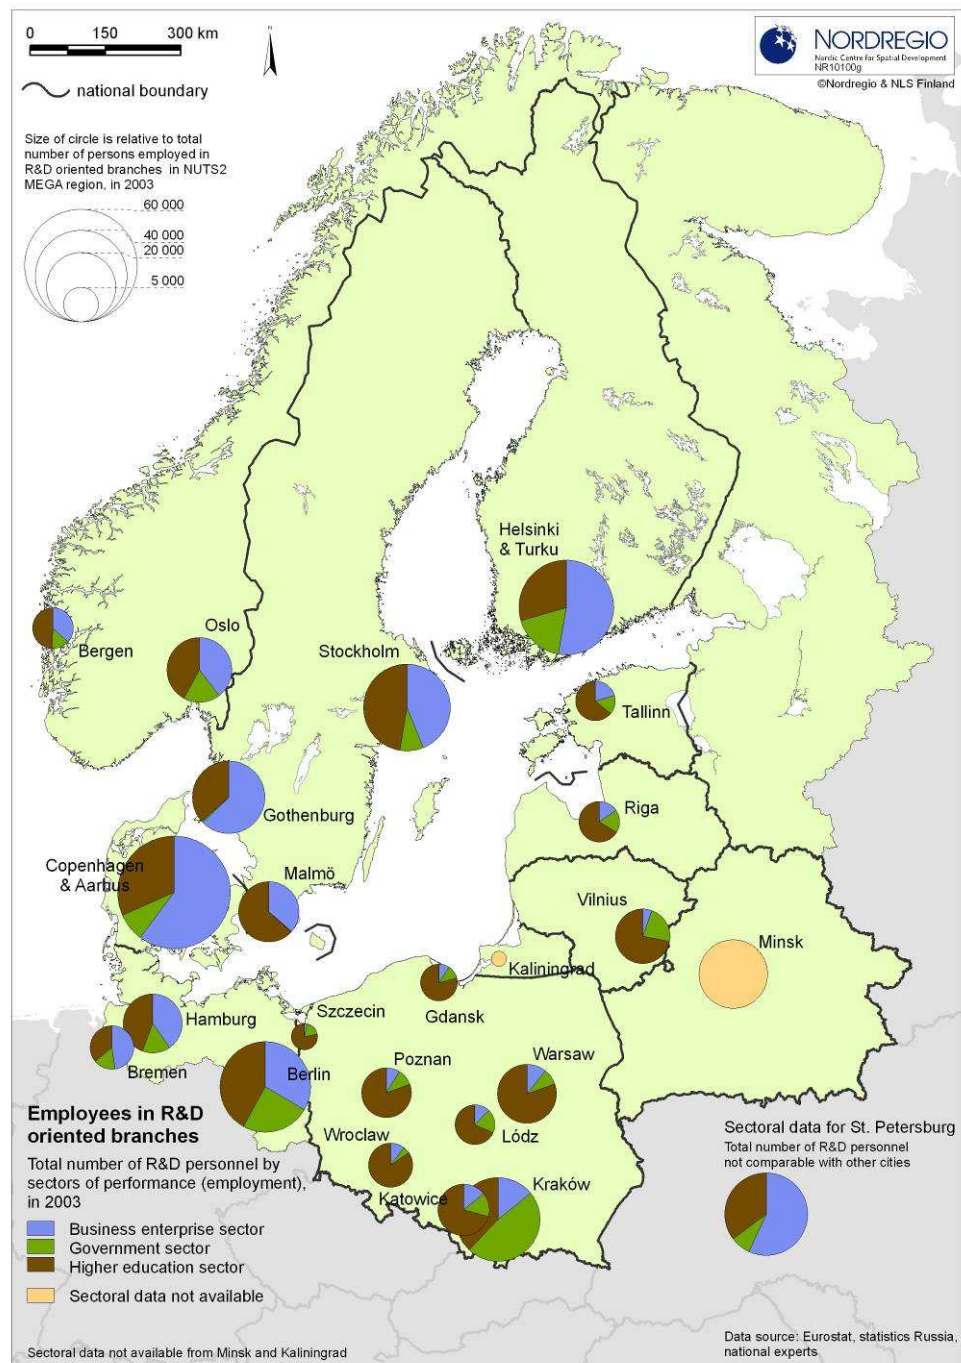 0 150 300 km
N
national boundary
Size of circle is relative to total
number of persons employed in
R&D oriented branches in NUTS2
MEGA region, in 2003
60 000
40 000
20 000
5 000
NORDREGIO
Nordic Centre for Spatial Development
NR10100g
©Nordregio & NLS Finland
Helsinki
& Turku
Oslo
Bergen
Stockholm
Tallinn
Gothenburg
Riga
Copenhagen
& Aarhus
Malmö
Vilnius
Minsk
Kaliningrad
Gdansk
Szczecin
Hamburg
Bremen
Berlin
Poznan
Warsaw
Wroclaw
Lódz
Katowice
Kraków
Employees in R&D
oriented branches
Total number of R&D personnel by
sectors of performance (employment),
in 2003
Business enterprise sector
Government sector
Higher education sector
Sectoral data not available
Sectoral data not available from Minsk and Kaliningrad
Sectoral data for St. Petersburg
Total number of R&D personnel
not comparable with other cities
Data source: Eurostat, statistics Russia,
national experts